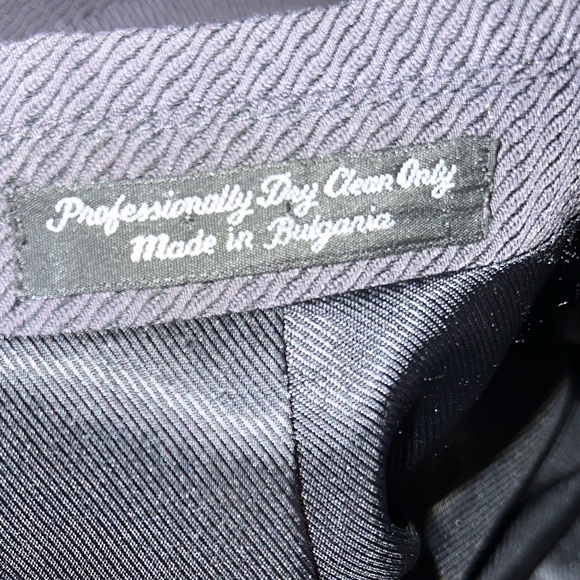 Professionally Dry Clean Only
Made in Bulgaria